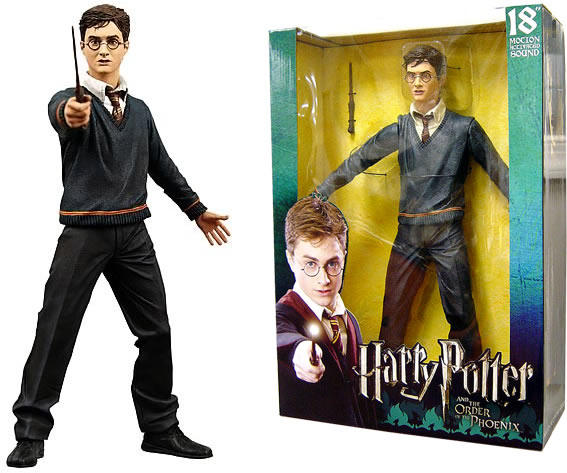 18"
MOTION
ACTIVATED
SOUND
Harry Potter
AND THE
ORDER
OF THE PHOENIX